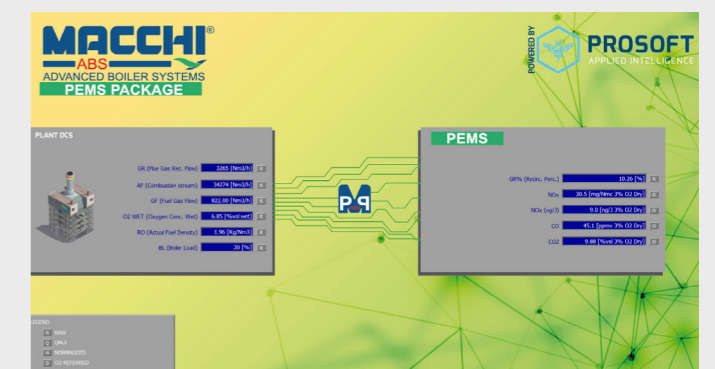 MACCHI®
ABS
ADVANCED BOILER SYSTEMS
PEMS PACKAGE
POWERED BY
PROSOFT
APPLIED INTELLIGENCE
PLANT DCS
GR (Flue Gas Rec. Flow) 3265 [Nm3/h]
AF (Combustion stream) 34274 [Nm3/h]
GF (Fuel Gas Flow) 822.00 [Nm3/h]
O2 WET (Oxygen Conc. Wet) 6.85 [%vol wet]
RO (Actual Fuel Density) 1.96 [Kg/Nm3]
BL (Boiler Load) 20 [%]
PEMS
GR% (Recirc. Perc.) 10.26 [%]
NOx 30.5 [mg/Nmc 3% O2 Dry]
NOx (ng/J) 9.0 [ng/J 3% O2 Dry]
CO 45.1 [ppmv 3% O2 Dry]
CO2 9.88 [%vol 3% O2 Dry]
LEGEND
R RAW
Q QAL2
N NORMALIZED
O O2 REFERRED